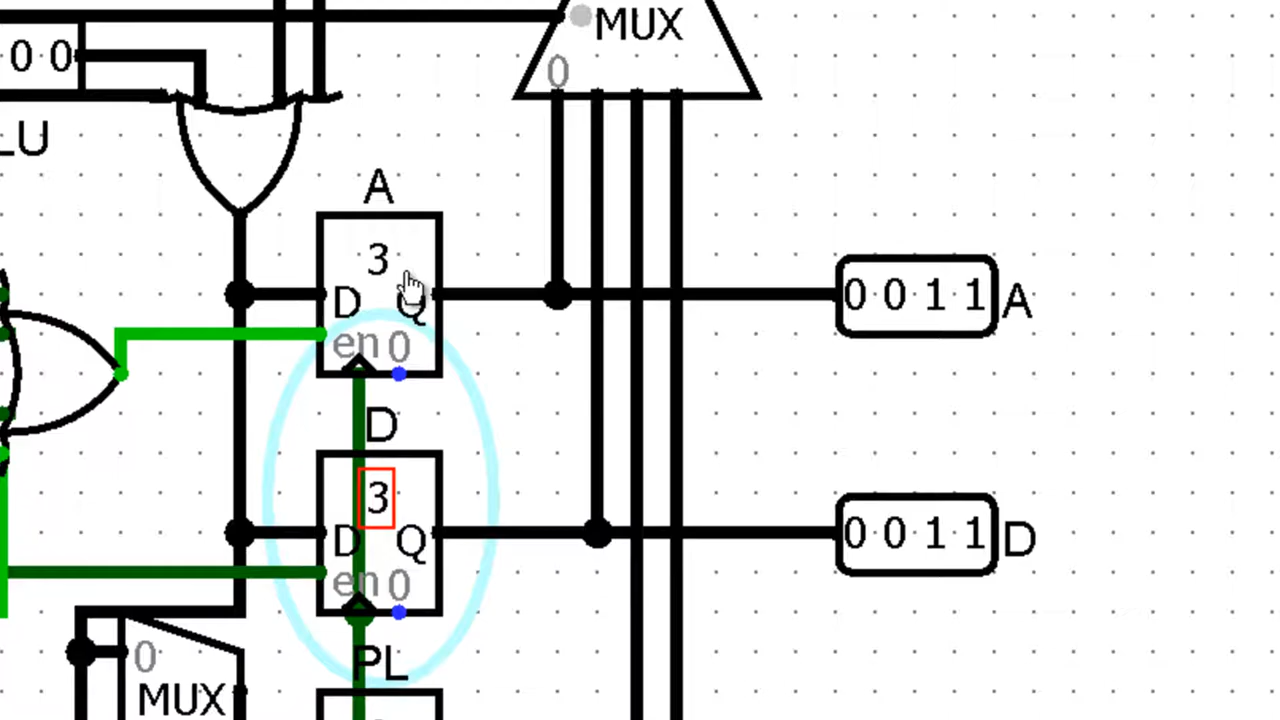 MUX
0 0
0
LU
A
3
D Q
en 0
0 0 1 1 A
D
3
D Q
en 0
0 0 1 1 D
PL
0
MUX